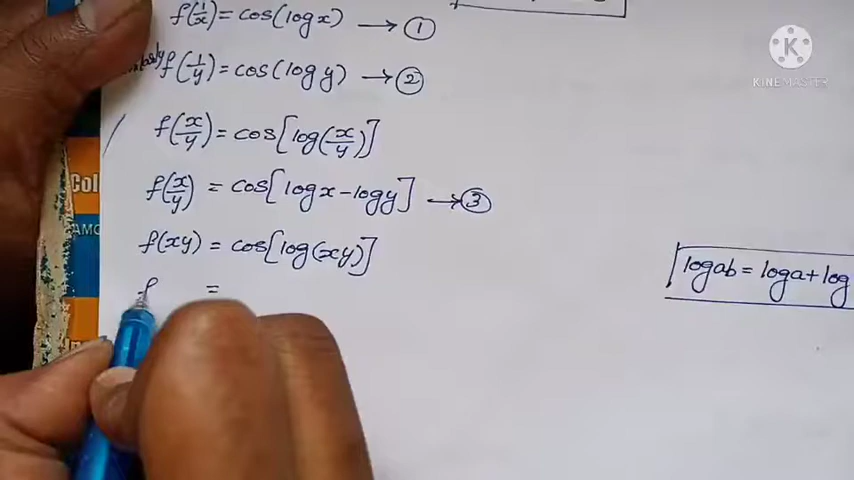 f(1/x) = cos(log x) → ①
f(1/y) = cos(log y) → ②
f(x/y) = cos[log(x/y)]
f(x/y) = cos[log x - log y] → ③
f(xy) = cos[log(xy)]
f =
log ab = log a + log
KINEMASTER